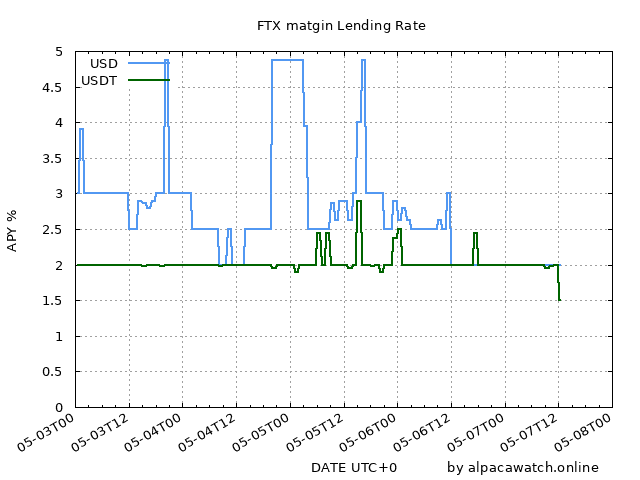 FTX matgin Lending Rate
USD
USDT
5
4.5
4
3.5
3
2.5
2
1.5
1
0.5
0
APY %
05-03T00 05-03T12 05-04T00 05-04T12 05-05T00 05-05T12 05-06T00 05-06T12 05-07T00 05-07T12 05-08T00
DATE UTC+0 by alpacawatch.online